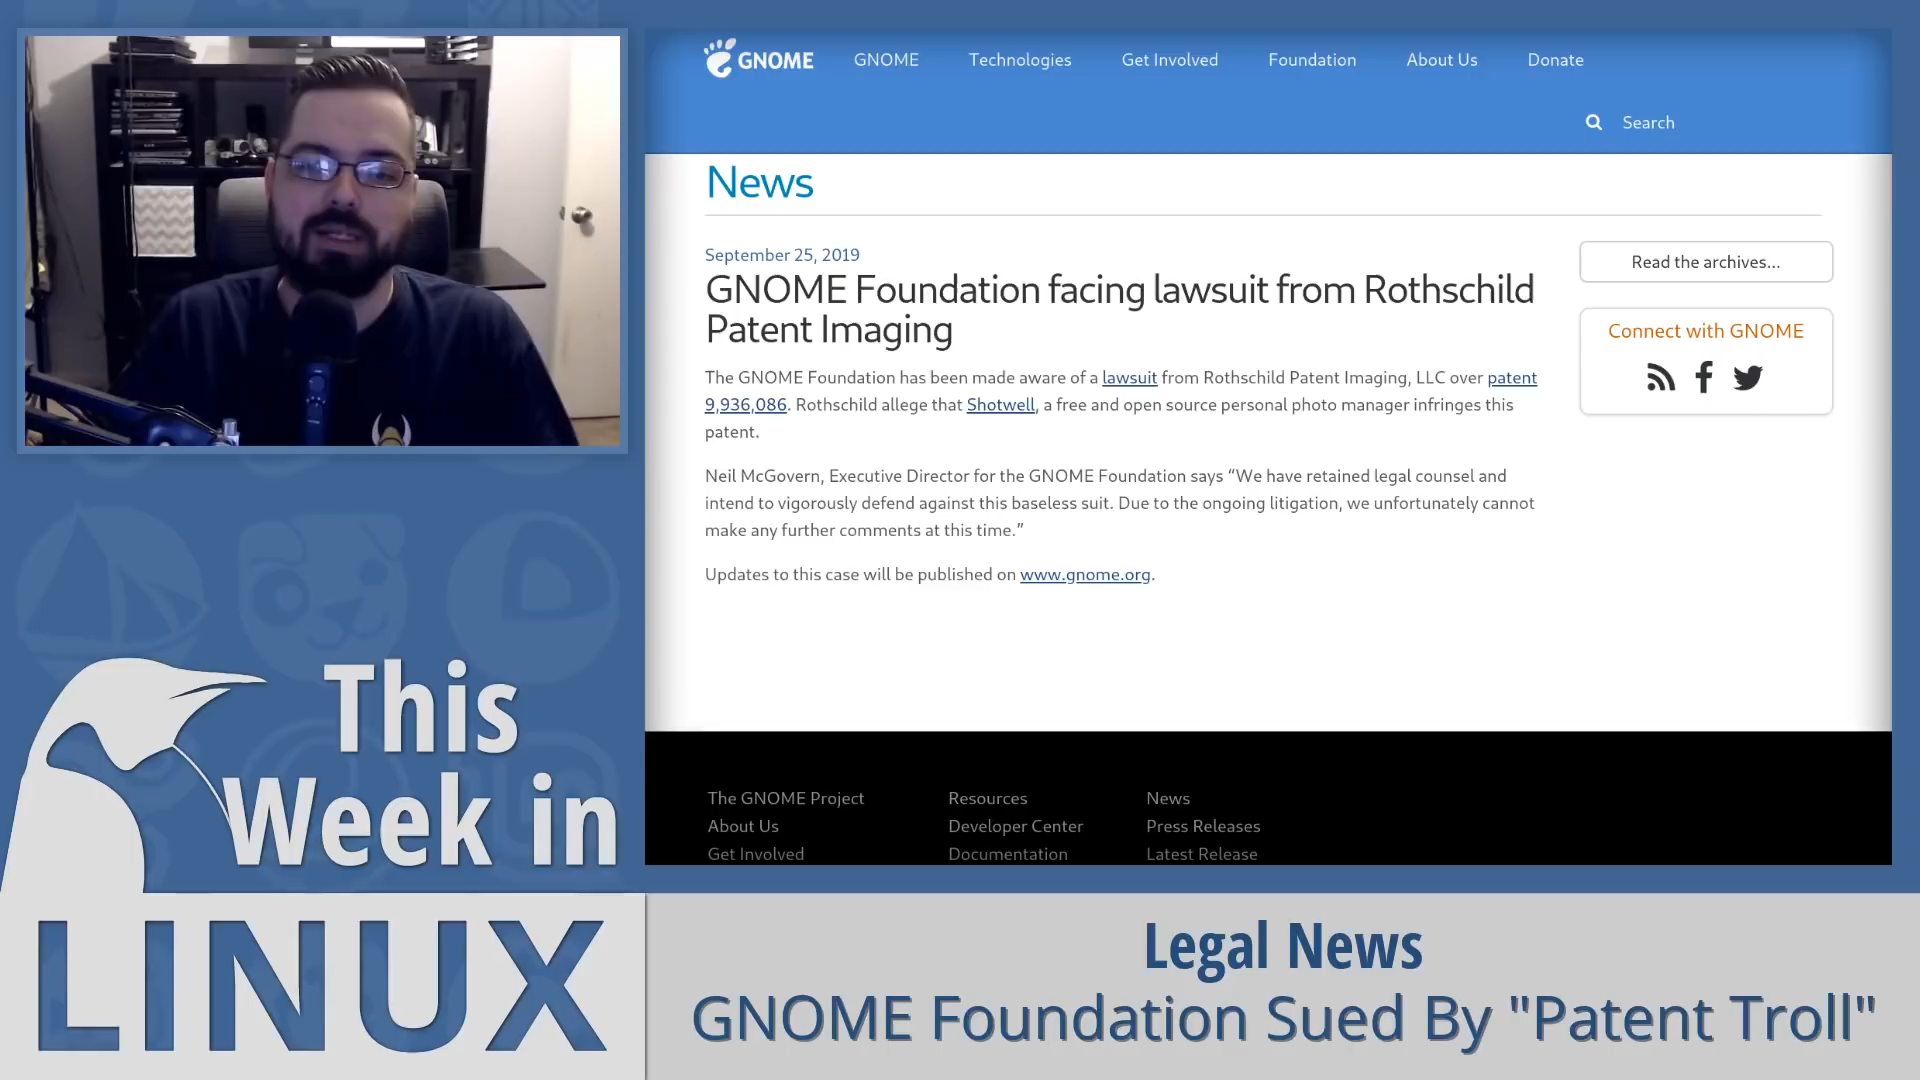 GNOME
GNOME
Technologies
Get Involved
Foundation
About Us
Donate
Search
News
September 25, 2019
GNOME Foundation facing lawsuit from Rothschild
Patent Imaging
The GNOME Foundation has been made aware of a lawsuit from Rothschild Patent Imaging, LLC over patent
9,936,086. Rothschild allege that Shotwell, a free and open source personal photo manager infringes this
patent.
Neil McGovern, Executive Director for the GNOME Foundation says “We have retained legal counsel and
intend to vigorously defend against this baseless suit. Due to the ongoing litigation, we unfortunately cannot
make any further comments at this time.”
Updates to this case will be published on www.gnome.org.
Read the archives...
Connect with GNOME
The GNOME Project
About Us
Get Involved
Resources
Developer Center
Documentation
News
Press Releases
Latest Release
This
Week in
LINUX
Legal News
GNOME Foundation Sued By "Patent Troll"